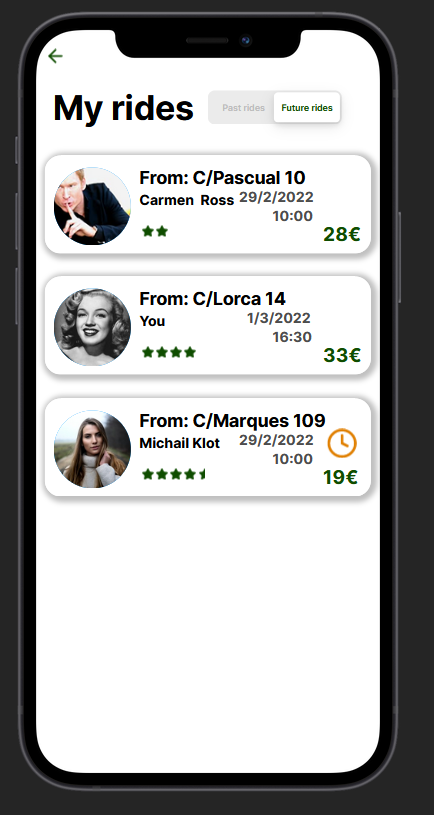 My rides
Past rides Future rides
From: C/Pascual 10
Carmen Ross 29/2/2022
10:00
28€
From: C/Lorca 14
You 1/3/2022
16:30
33€
From: C/Marques 109
Michail Klot 29/2/2022
10:00
19€